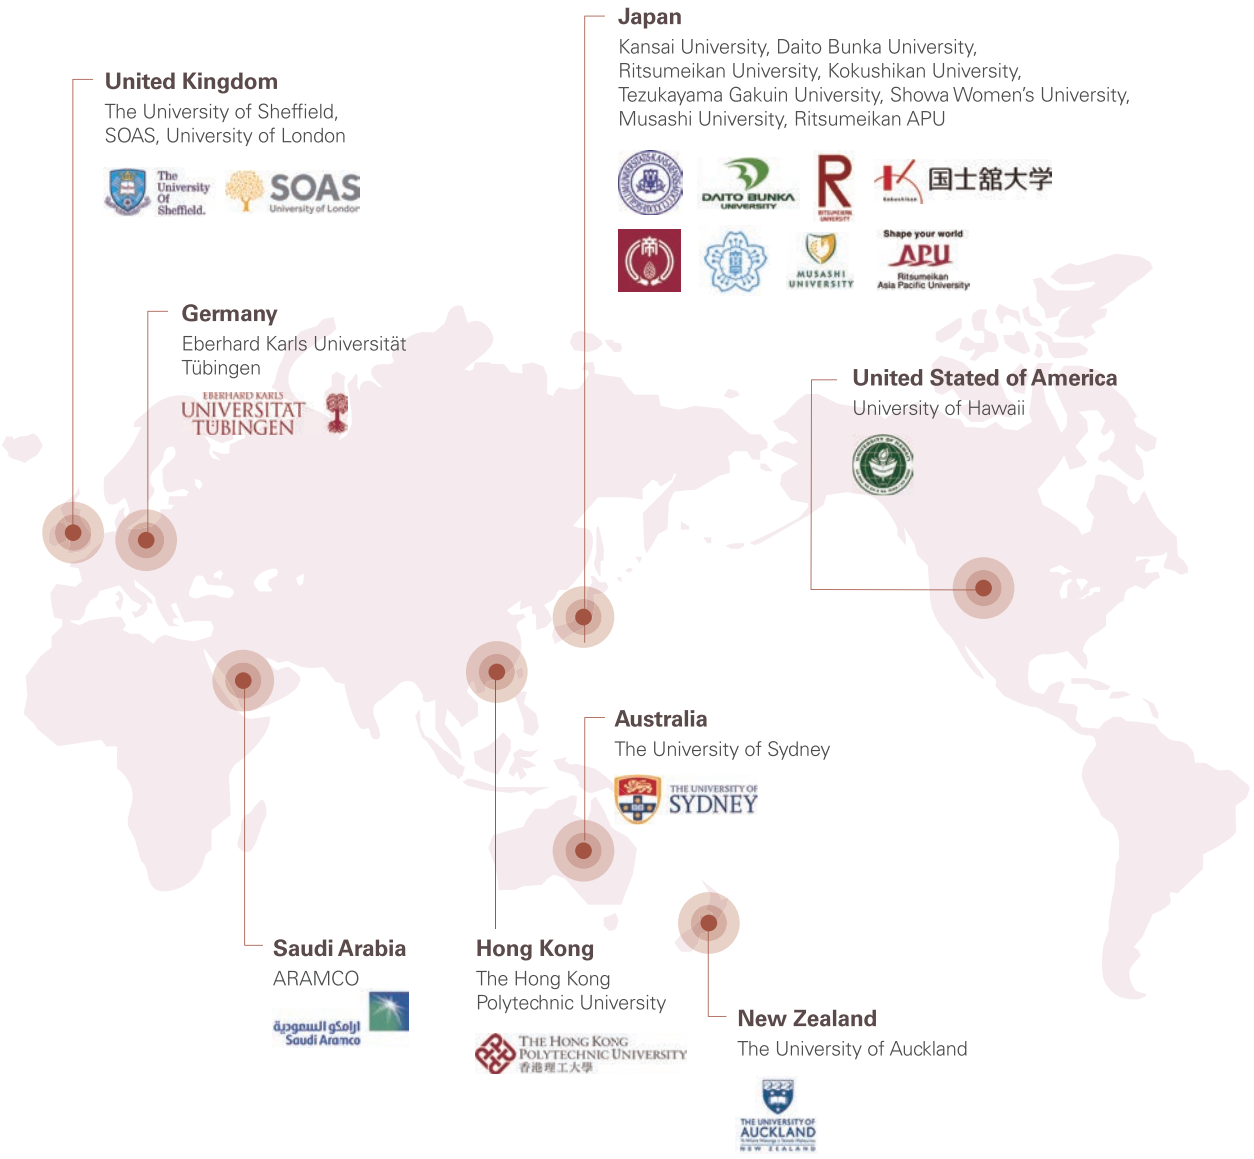 Japan
Kansai University, Daito Bunka University,
Ritsumeikan University, Kokushikan University,
Tezukayama Gakuin University, Showa Women's University,
Musashi University, Ritsumeikan APU
DAITO BUNKA
UNIVERSITY
R
RITSUMEIKAN
UNIVERSITY
Kokushikan
国士舘大学
MUSASHI
UNIVERSITY
Shape your world
APU
Ritsumeikan
Asia Pacific University
United Kingdom
The University of Sheffield,
SOAS, University of London
The
University
Of
Sheffield.
SOAS
University of London
Germany
Eberhard Karls Universität
Tübingen
EBERHARD KARLS
UNIVERSITÄT
TÜBINGEN
United Stated of America
University of Hawaii
Australia
The University of Sydney
THE UNIVERSITY OF
SYDNEY
Saudi Arabia
ARAMCO
أرامكو السعودية
Saudi Aramco
Hong Kong
The Hong Kong
Polytechnic University
THE HONG KONG
POLYTECHNIC UNIVERSITY
香港理工大學
New Zealand
The University of Auckland
THE UNIVERSITY OF
AUCKLAND
NEW ZEALAND